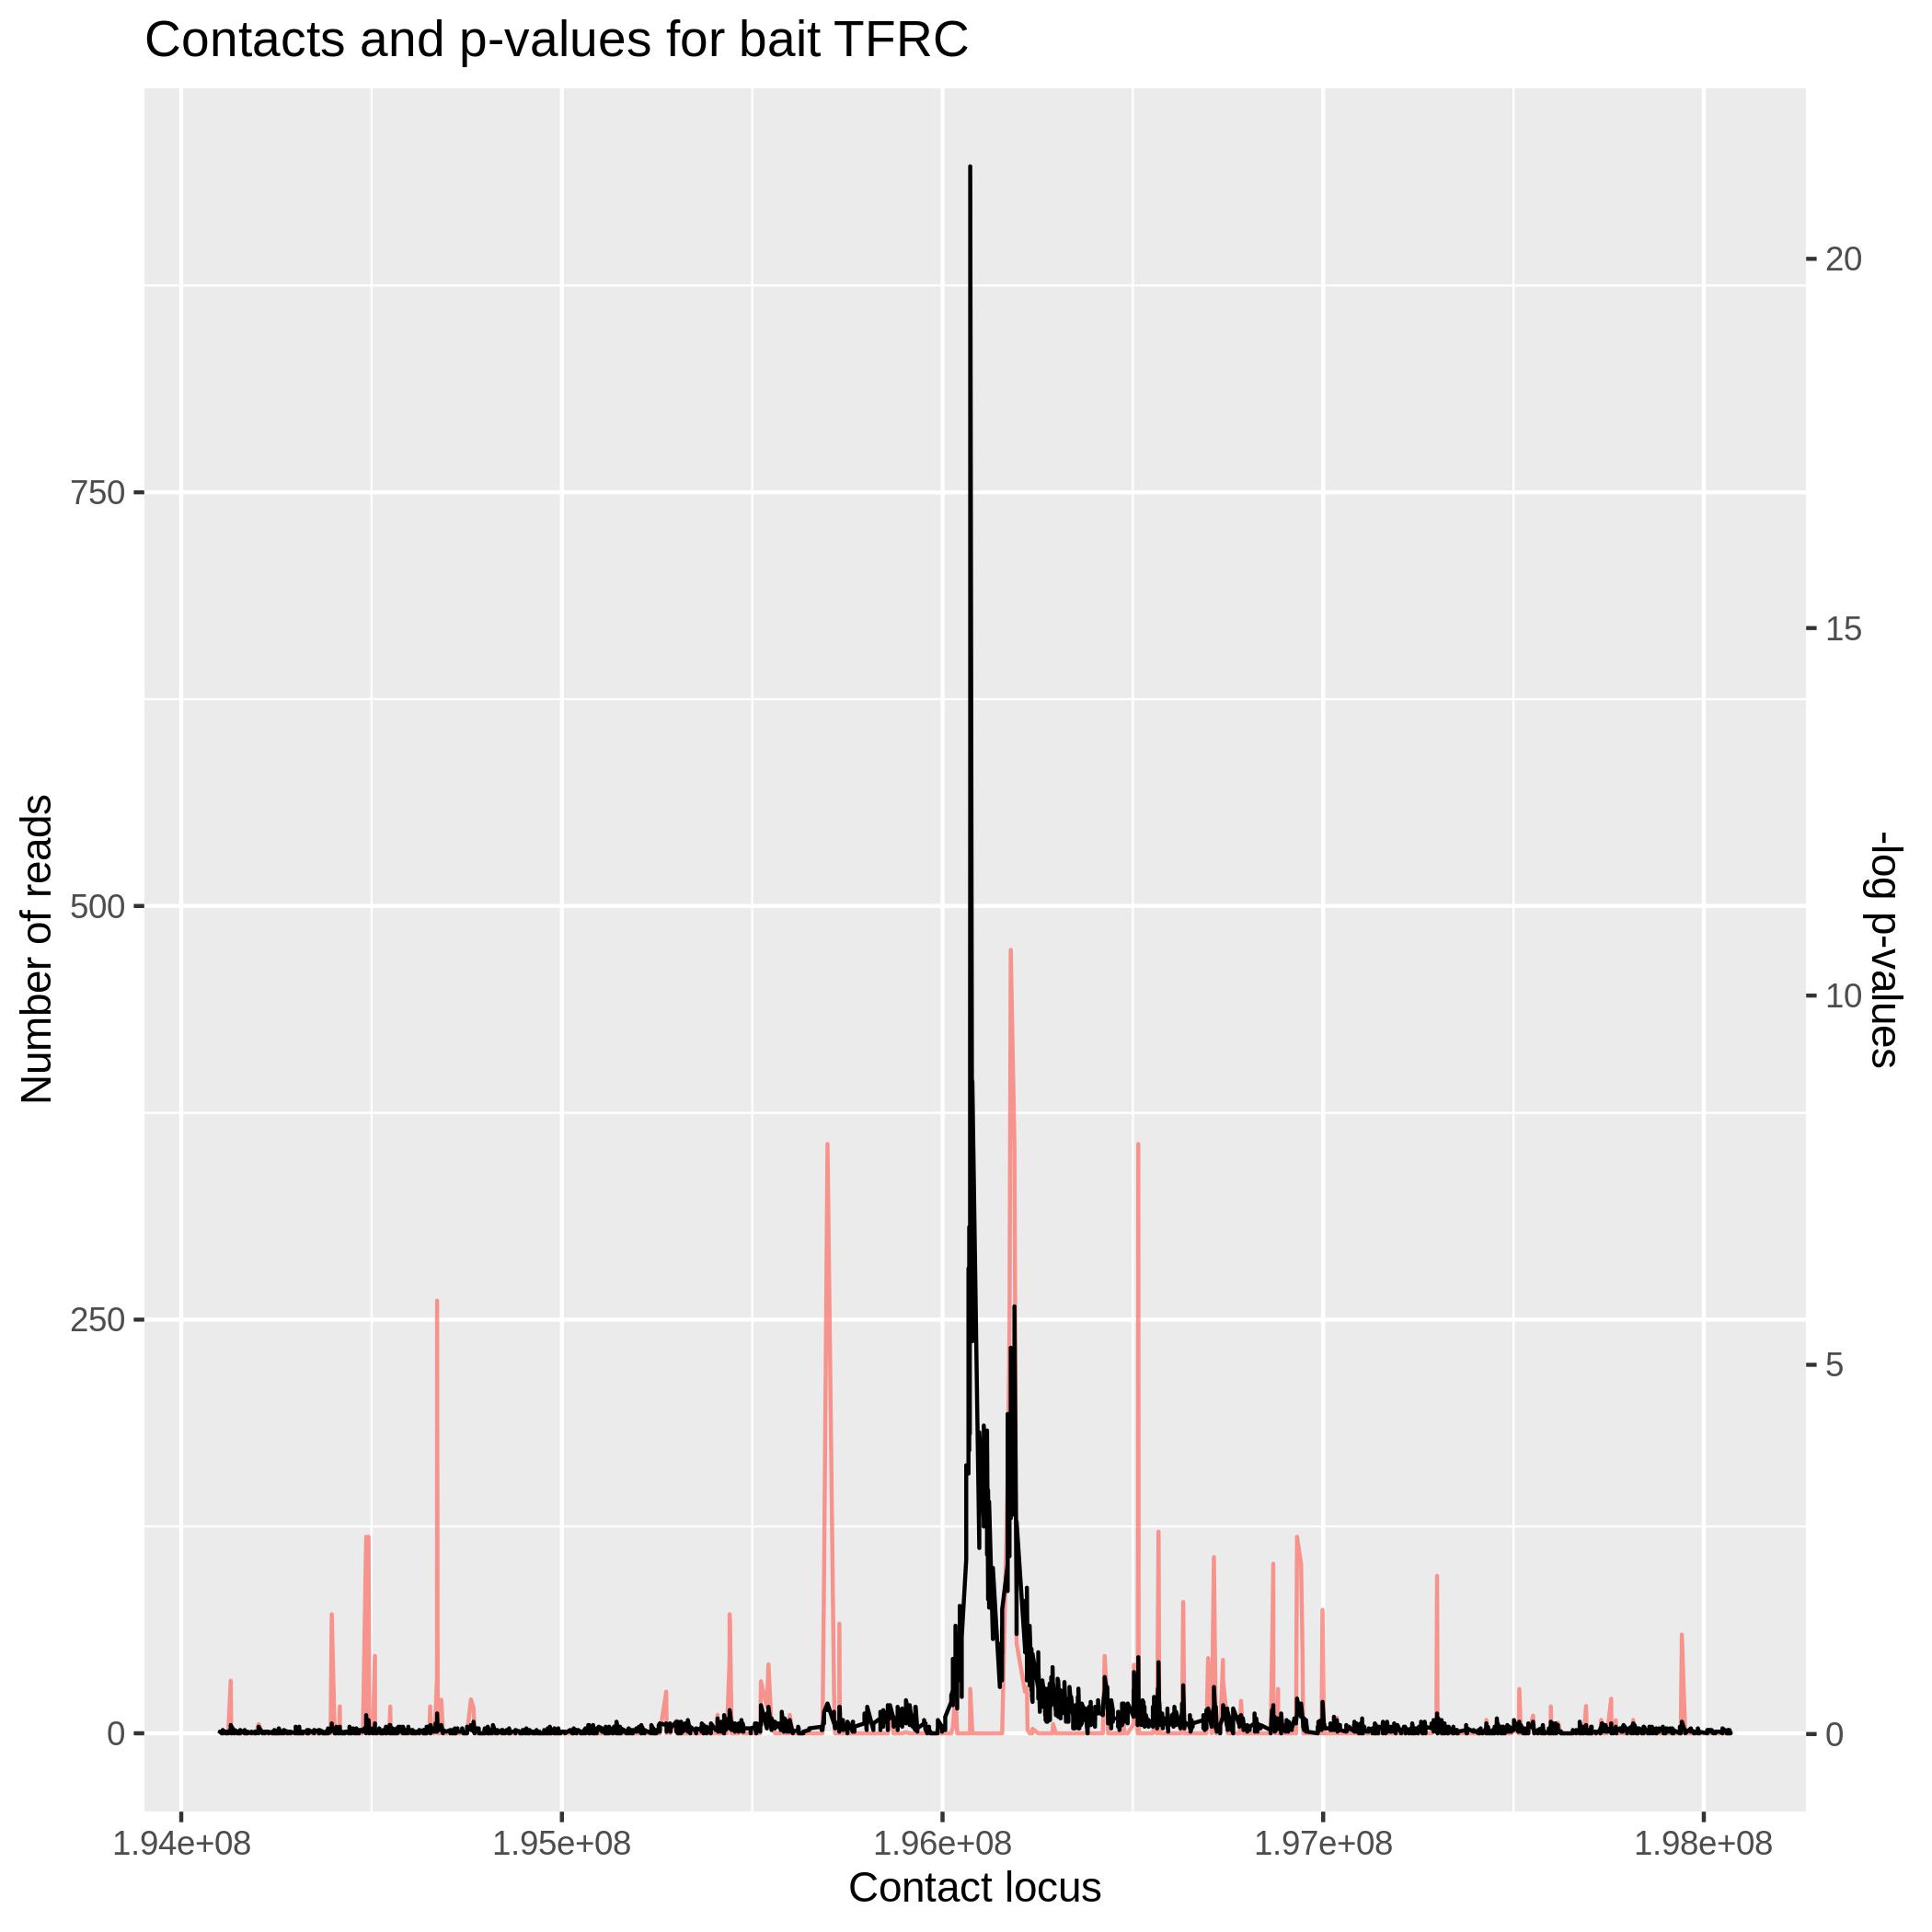 Contacts and p-values for bait TFRC
Number of reads
750
500
250
0
20
15
10
5
0
-log p-values
1.94e+08 1.95e+08 1.96e+08 1.97e+08 1.98e+08
Contact locus